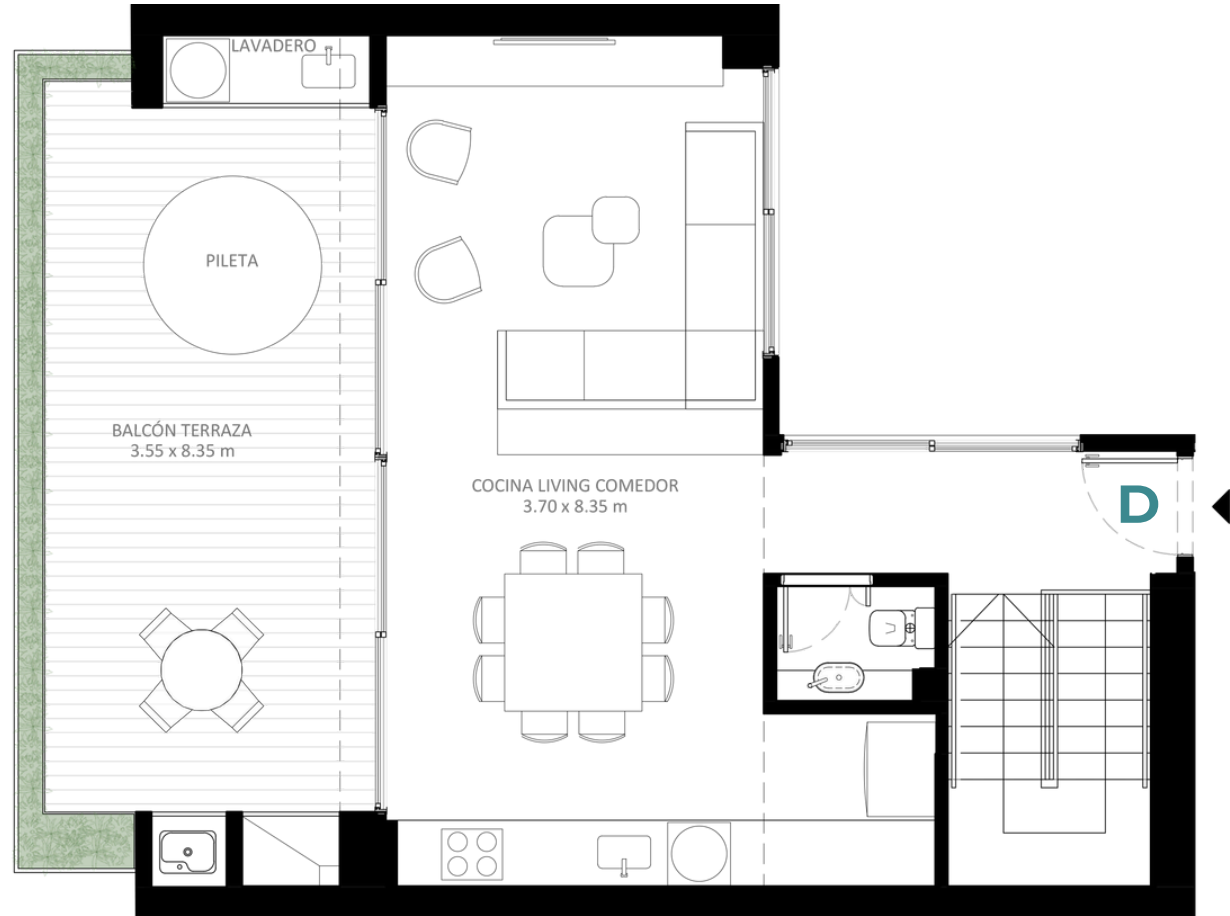 LAVADERO
PILETA
BALCÓN TERRAZA
3.55 x 8.35 m
COCINA LIVING COMEDOR
3.70 x 8.35 m
D